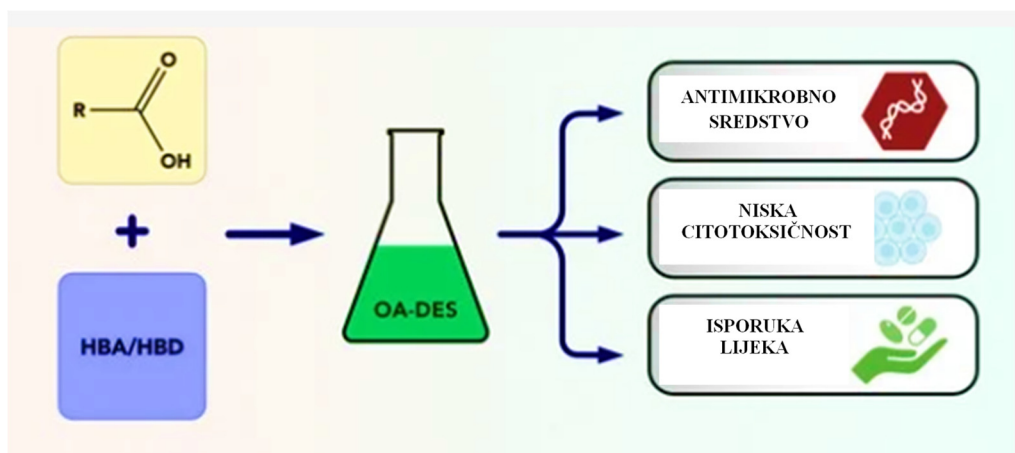 O
R
OH
+
HBA/HBD
OA-DES
ANTIMIKROBNO
SREDSTVO
NISKA
CITOTOKSIČNOST
ISPORUKA
LIJEKA